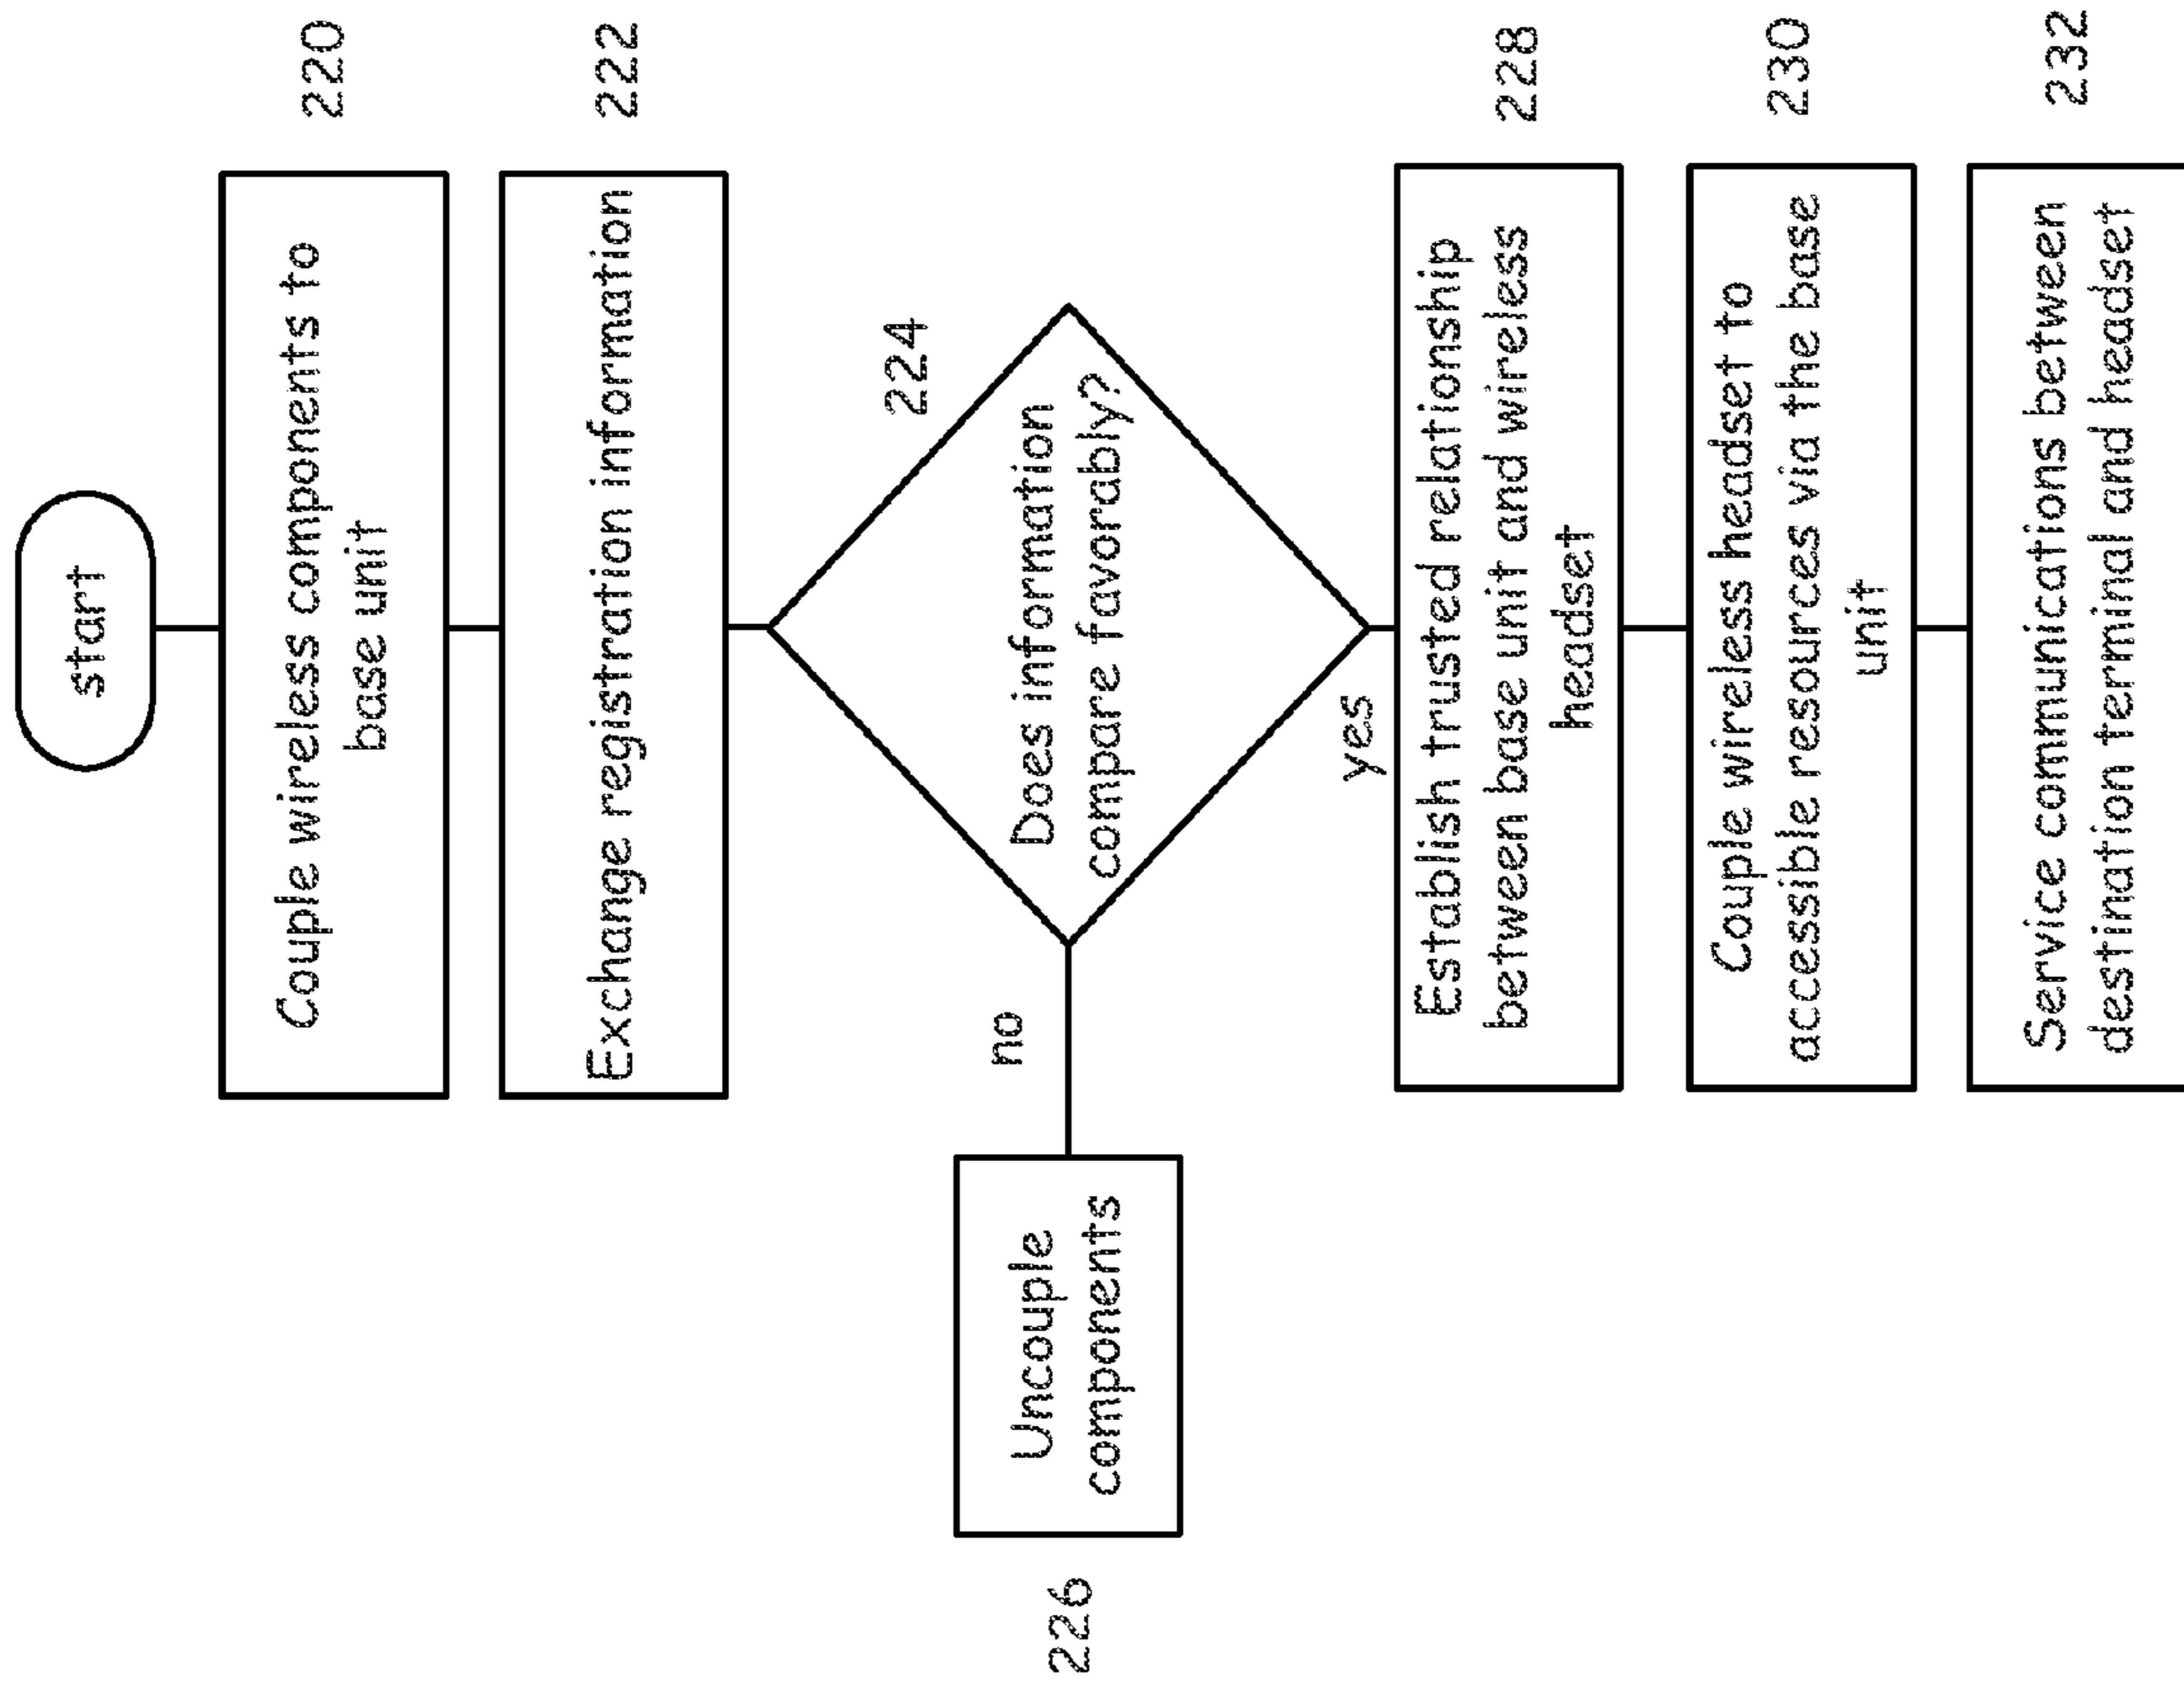 start
Couple wireless components to
base unit
220
Exchange registration information
222
224
Does information
compare favorably?
no
Uncouple
components
226
yes
Establish trusted relationship
between base unit and wireless
headset
228
Couple wireless headset to
accessible resources via the base
unit
230
Service communications between
destination terminal and headset
232